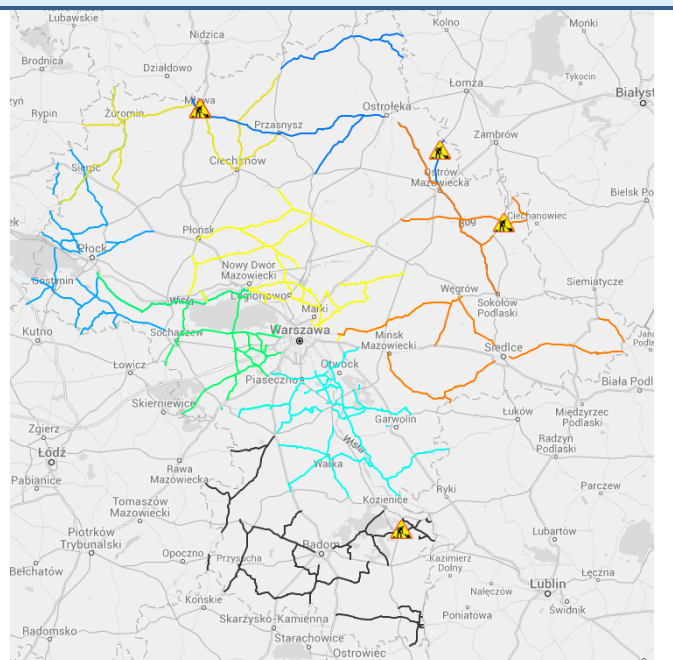 Lubawskie
Nidzica
Kolno
Mońki
Brodnica
Działdowo
Tykocin
Łomża
Białyst
Mława
Rypin
Żuromin
Ostrołęka
Przasnysz
Zambrów
Ciechanów
Sierpc
Ostrów
Mazowiecka
Bielsk Po
Ciechanowiec
Bug
Płońsk
Płock
Nowy Dwór
Mazowiecki
Siemiatycze
Gostynin
Węgrów
Legionowo
Wisła
Sokołów
Podlaski
Marki
Kutno
Sochaczew
Warszawa
Mińsk
Mazowiecki
Siedlce
Łowicz
Otwock
Piaseczno
Biała Podl
Skierniewice
Łuków
Międzyrzec
Podlaski
Garwolin
Zgierz
Wisła
Radzyń
Podlaski
Łódź
Rawa
Mazowiecka
Warka
Pabianice
Ryki
Parczew
Kozienice
Tomaszów
Mazowiecki
Piotrków
Trybunalski
Lubartów
Radom
Opoczno
Przysucha
Kazimierz
Dolny
Łęczna
Bełchatów
Lublin
Nałęczów
Końskie
Świdnik
Poniatowa
Skarżysko-Kamienna
Radomsko
Starachowice
Ostrowiec